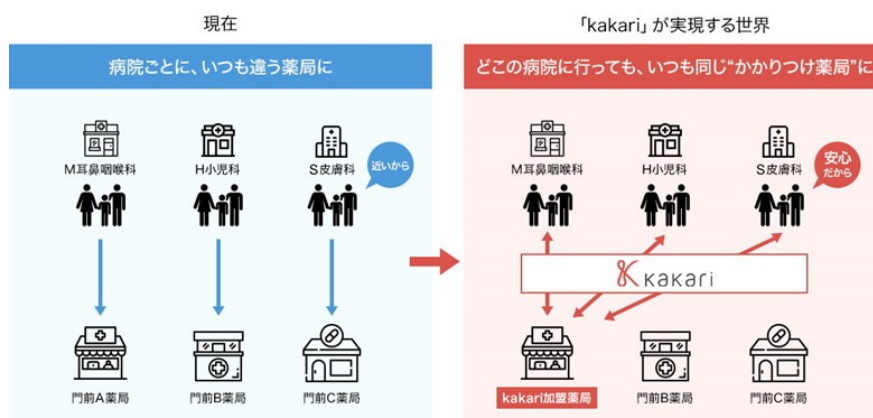 現在
病院ごとに、いつも違う薬局に
M耳鼻咽喉科
H小児科
S皮膚科
近いから
門前A薬局
門前B薬局
門前C薬局
「kakari」が実現する世界
どこの病院に行っても、いつも同じ“かかりつけ薬局”に
M耳鼻咽喉科
H小児科
S皮膚科
安心
だから
kakari
kakari加盟薬局
門前B薬局
門前C薬局